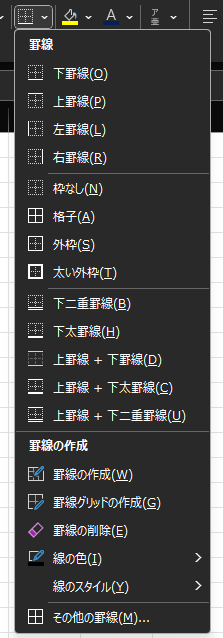 A
ア
亜
罫線
下罫線(O)
上罫線(P)
左罫線(L)
右罫線(R)
枠なし(N)
格子(A)
外枠(S)
太い外枠(T)
下二重罫線(B)
下太罫線(H)
上罫線 + 下罫線(D)
上罫線 + 下太罫線(C)
上罫線 + 下二重罫線(U)
罫線の作成
罫線の作成(W)
罫線グリッドの作成(G)
罫線の削除(E)
線の色(I)
線のスタイル(Y)
その他の罫線(M)...